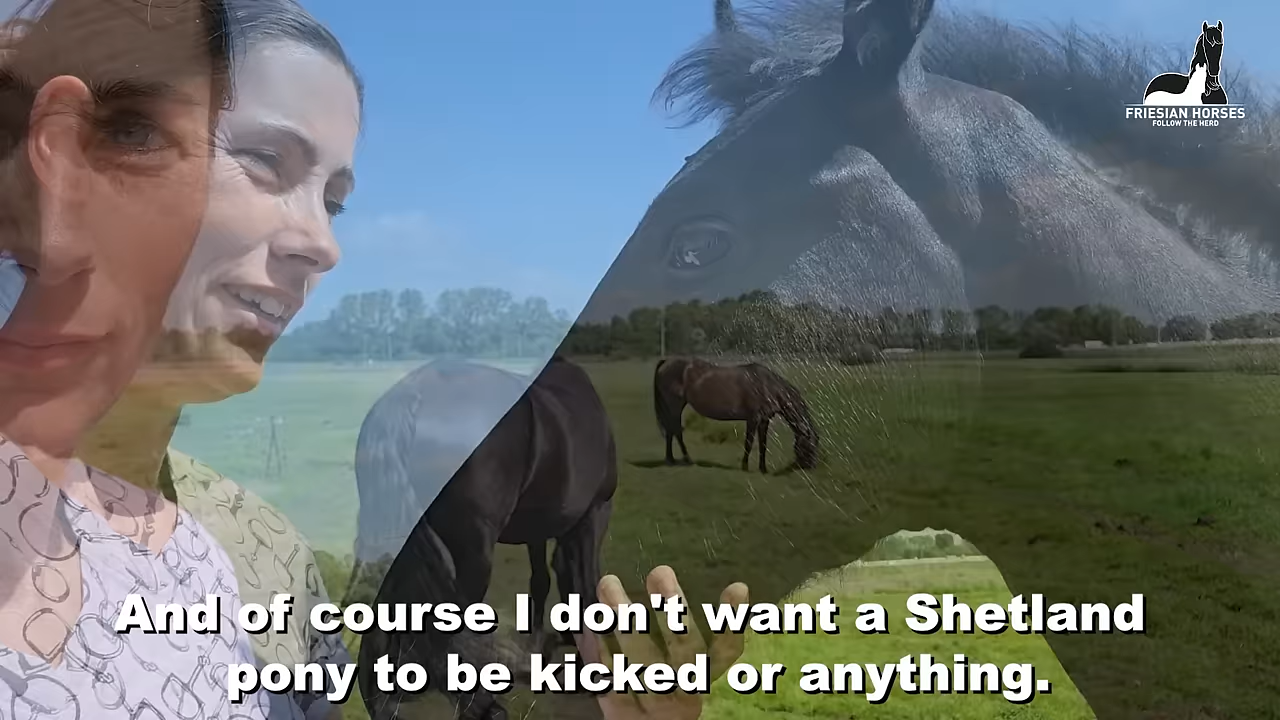 FRIESIAN HORSES
FOLLOW THE HERD
And of course I don't want a Shetland
pony to be kicked or anything.